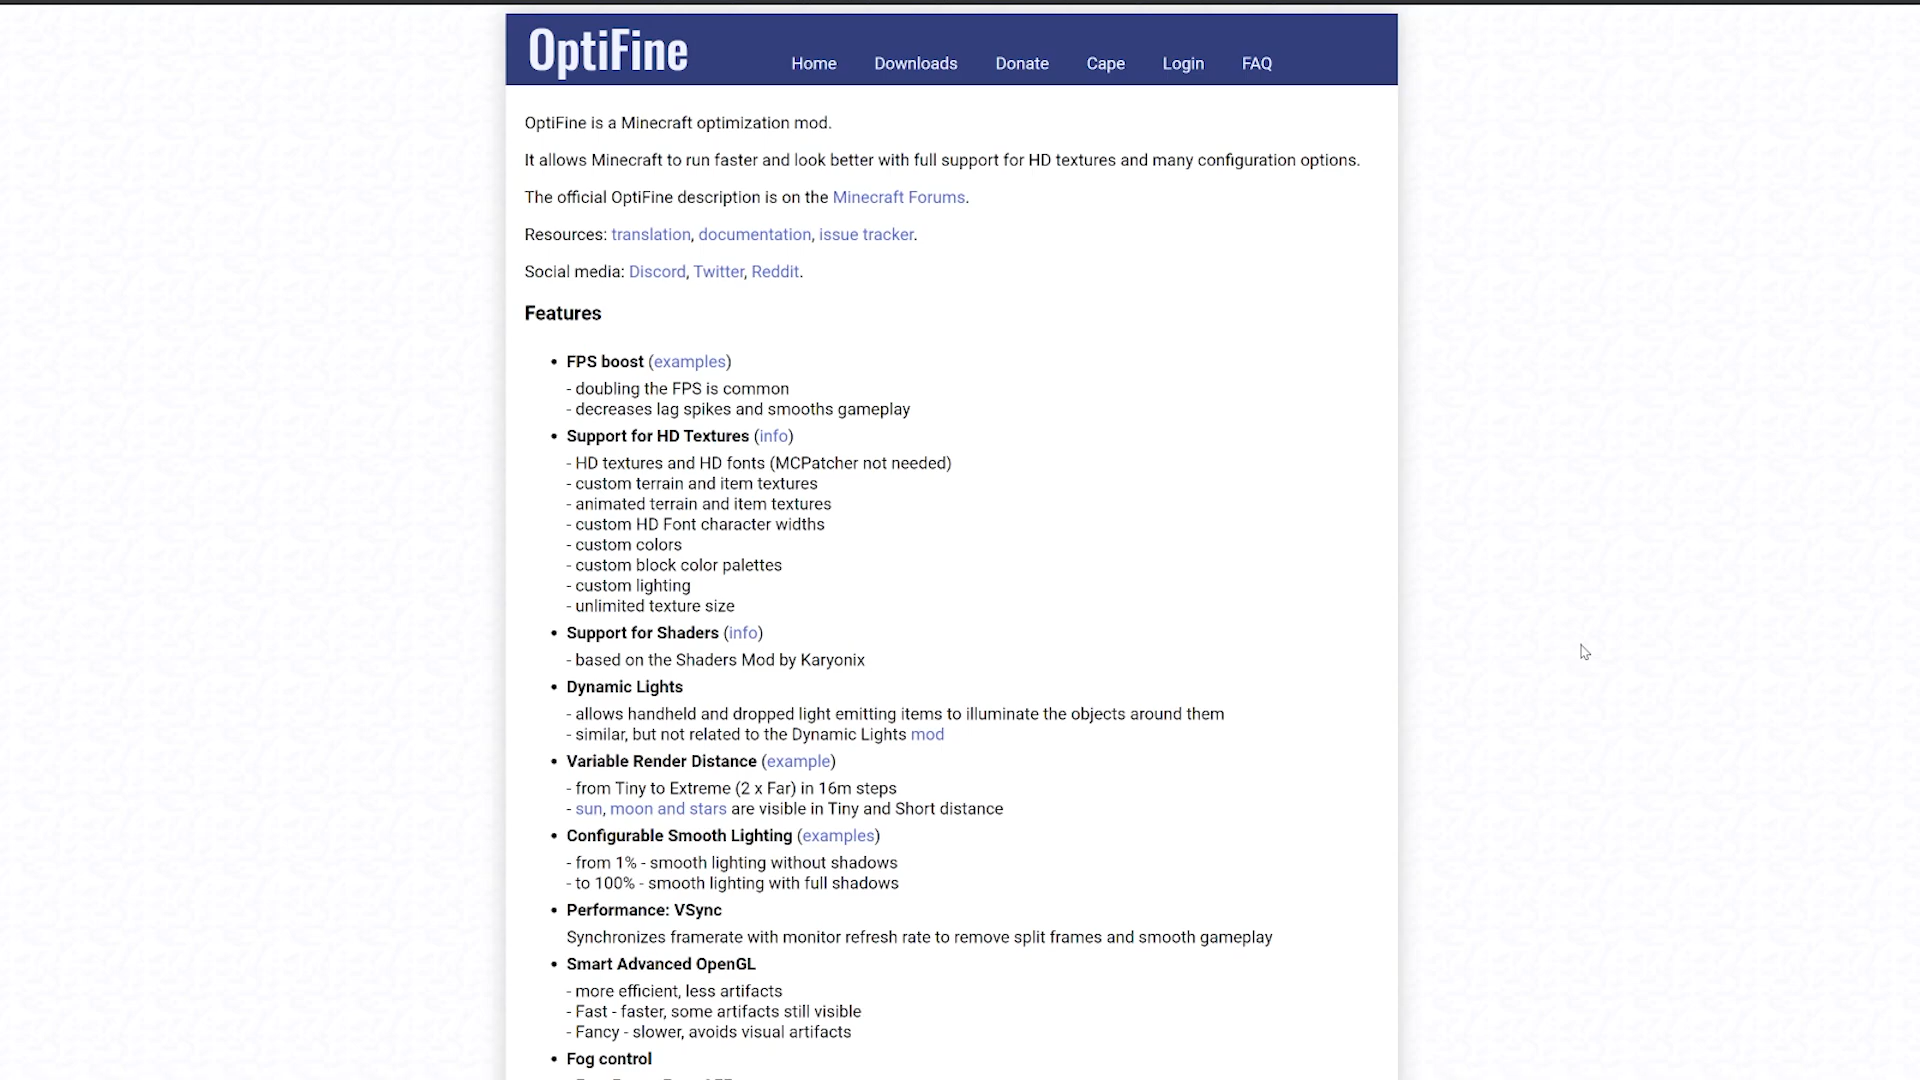 OptiFine
Home Downloads Donate Cape Login FAQ
OptiFine is a Minecraft optimization mod.
It allows Minecraft to run faster and look better with full support for HD textures and many configuration options.
The official OptiFine description is on the Minecraft Forums.
Resources: translation, documentation, issue tracker.
Social media: Discord, Twitter, Reddit.
Features
• FPS boost (examples)
- doubling the FPS is common
- decreases lag spikes and smooths gameplay
• Support for HD Textures (info)
- HD textures and HD fonts (MCPatcher not needed)
- custom terrain and item textures
- animated terrain and item textures
- custom HD Font character widths
- custom colors
- custom block color palettes
- custom lighting
- unlimited texture size
• Support for Shaders (info)
- based on the Shaders Mod by Karyonix
• Dynamic Lights
- allows handheld and dropped light emitting items to illuminate the objects around them
- similar, but not related to the Dynamic Lights mod
• Variable Render Distance (example)
- from Tiny to Extreme (2 x Far) in 16m steps
- sun, moon and stars are visible in Tiny and Short distance
• Configurable Smooth Lighting (examples)
- from 1% - smooth lighting without shadows
- to 100% - smooth lighting with full shadows
• Performance: VSync
Synchronizes framerate with monitor refresh rate to remove split frames and smooth gameplay
• Smart Advanced OpenGL
- more efficient, less artifacts
- Fast - faster, some artifacts still visible
- Fancy - slower, avoids visual artifacts
• Fog control